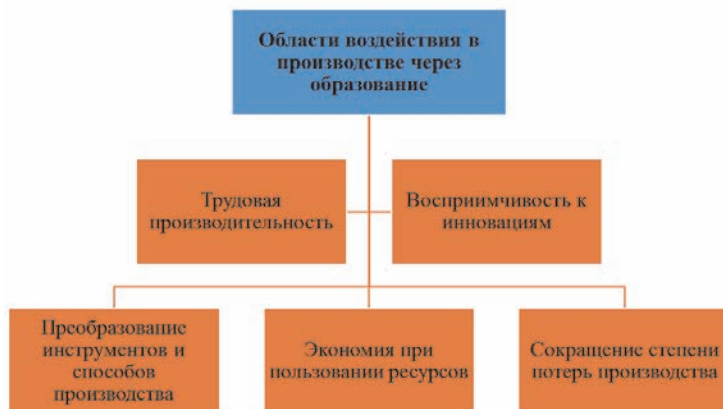 Области воздействия в
производстве через
образование
Трудовая
производительность
Восприимчивость к
инновациям
Преобразование
инструментов и
способов
производства
Экономия при
пользовании ресурсов
Сокращение степени
потерь производства